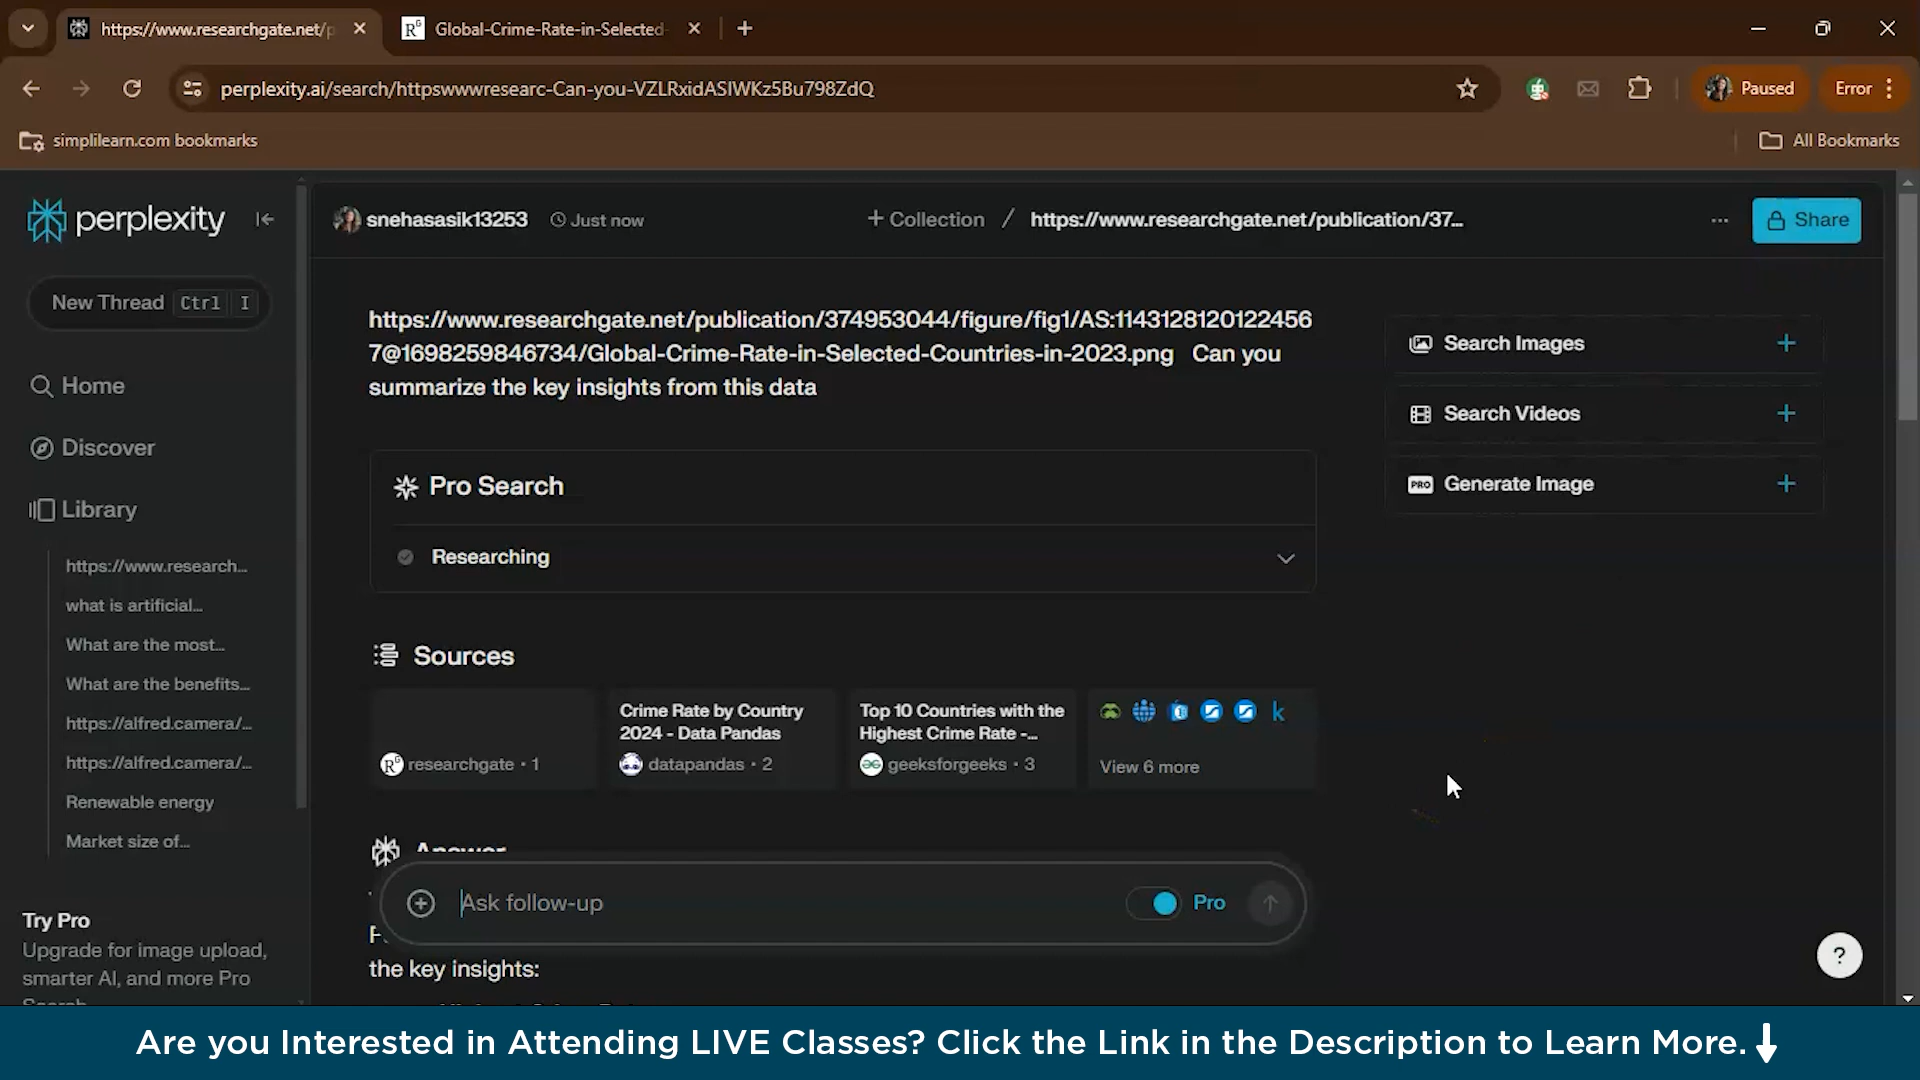 https://www.researchgate.net/p
Global-Crime-Rate-in-Selected-
perplexity.ai/search/httpswwwresearc-Can-you-VZLRxidASIWKz5Bu798ZdQ
Paused
Error
simplilearn.com bookmarks
All Bookmarks
perplexity
snehasasik13253
Just now
+ Collection / https://www.researchgate.net/publication/37...
Share
New Thread Ctrl I
Home
Discover
Library
https://www.research...
what is artificial...
What are the most...
What are the benefits...
https://alfred.camera/...
https://alfred.camera/...
Renewable energy
Market size of...
Try Pro
Upgrade for image upload,
smarter AI, and more Pro
Search
https://www.researchgate.net/publication/374953044/figure/fig1/AS:1143128120122456
7@1698259846734/Global-Crime-Rate-in-Selected-Countries-in-2023.png Can you
summarize the key insights from this data
Pro Search
Researching
Sources
researchgate · 1
Crime Rate by Country
2024 - Data Pandas
datapandas · 2
Top 10 Countries with the
Highest Crime Rate -...
geeksforgeeks · 3
k
View 6 more
Answer
Ask follow-up
Pro
the key insights:
Search Images
Search Videos
PRO Generate Image
?
Are you Interested in Attending LIVE Classes? Click the Link in the Description to Learn More.